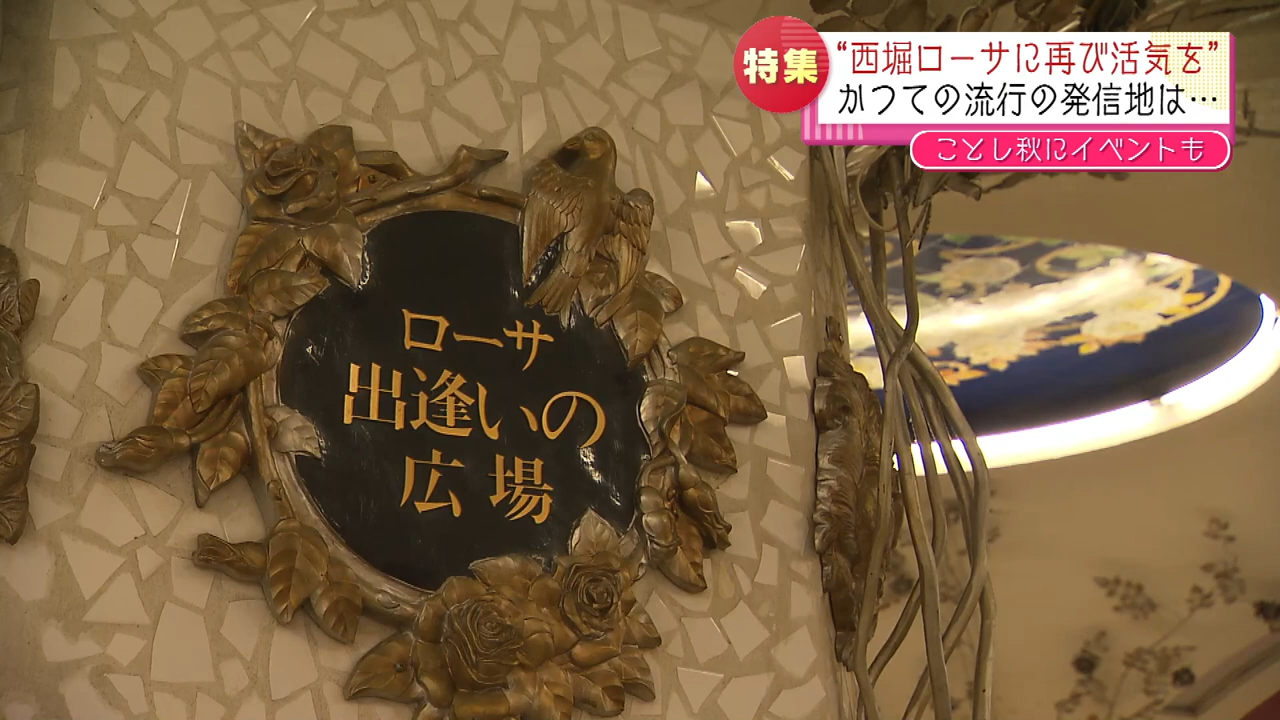 特集
“西堀ローサに再び活気を”
かつての流行の発信地は…
ことし秋にイベントも
ローサ
出逢いの
広場